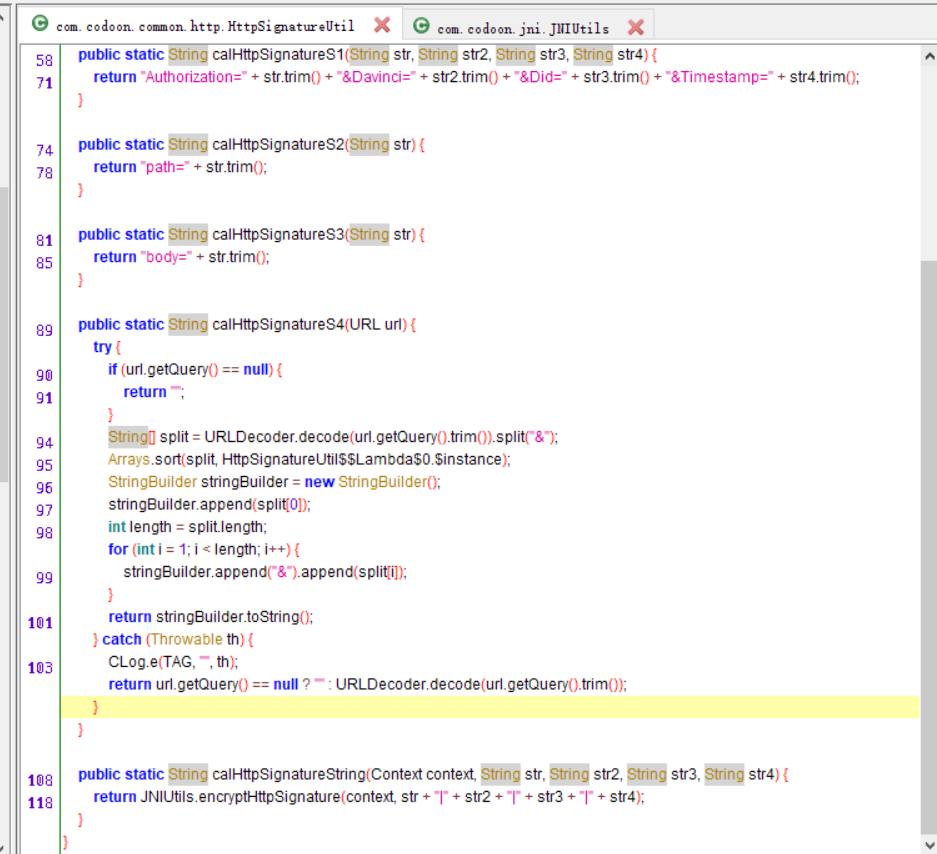 com.codoon.common.http.HttpSignatureUtil com.codoon.jni.JNIUtils
58 public static String calHttpSignatureS1(String str, String str2, String str3, String str4) {
71 return "Authorization=" + str.trim() + "&Davinci=" + str2.trim() + "&Did=" + str3.trim() + "&Timestamp=" + str4.trim();
}
74 public static String calHttpSignatureS2(String str) {
78 return "path=" + str.trim();
}
81 public static String calHttpSignatureS3(String str) {
85 return "body=" + str.trim();
}
89 public static String calHttpSignatureS4(URL url) {
try {
90 if (url.getQuery() == null) {
91 return "";
}
94 String[] split = URLDecoder.decode(url.getQuery().trim()).split("&");
95 Arrays.sort(split, HttpSignatureUtil$$Lambda$0.$instance);
96 StringBuilder stringBuilder = new StringBuilder();
97 stringBuilder.append(split[0]);
98 int length = split.length;
for (int i = 1; i < length; i++) {
99 stringBuilder.append("&").append(split[i]);
}
101 return stringBuilder.toString();
} catch (Throwable th) {
103 CLog.e(TAG, "", th);
return url.getQuery() == null ? "" : URLDecoder.decode(url.getQuery().trim());
}
}
108 public static String calHttpSignatureString(Context context, String str, String str2, String str3, String str4) {
118 return JNIUtils.encryptHttpSignature(context, str + "|" + str2 + "|" + str3 + "|" + str4);
}
}